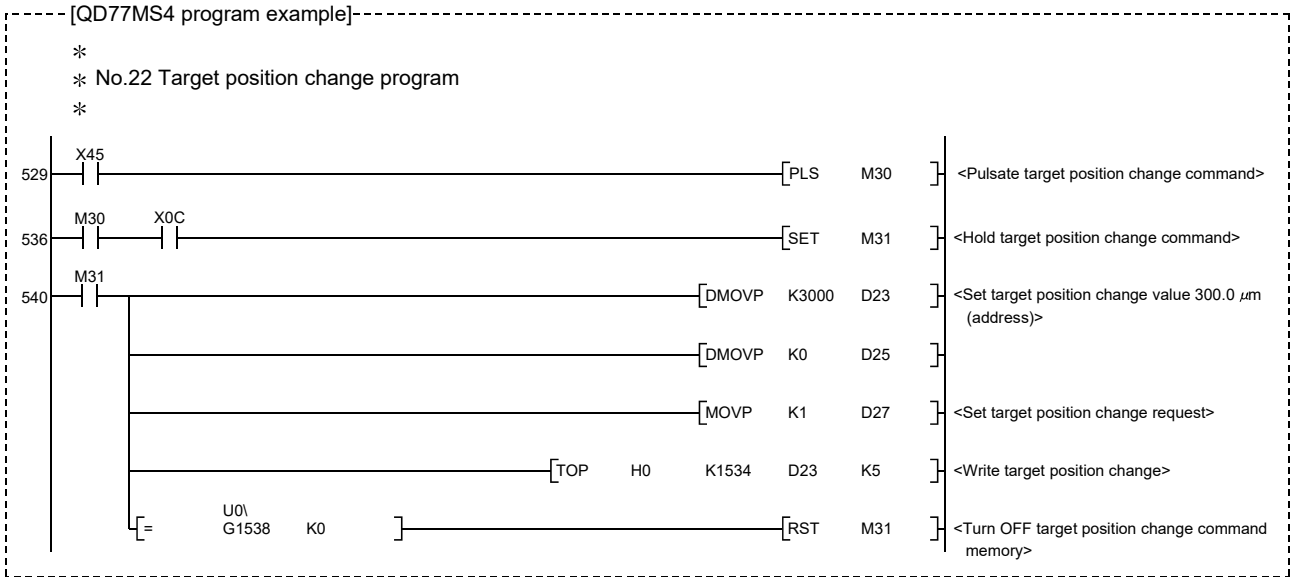 [QD77MS4 program example]
*
* No.22 Target position change program
*
X45
529 [PLS M30 ] <Pulsate target position change command>
M30 X0C
536 [SET M31 ] <Hold target position change command>
M31
540 [DMOVP K3000 D23 ] <Set target position change value 300.0 μm
(address)>
[DMOVP K0 D25 ]
[MOVP K1 D27 ] <Set target position change request>
[TOP H0 K1534 D23 K5 ] <Write target position change>
U0\
[= G1538 K0 ] [RST M31 ] <Turn OFF target position change command
memory>